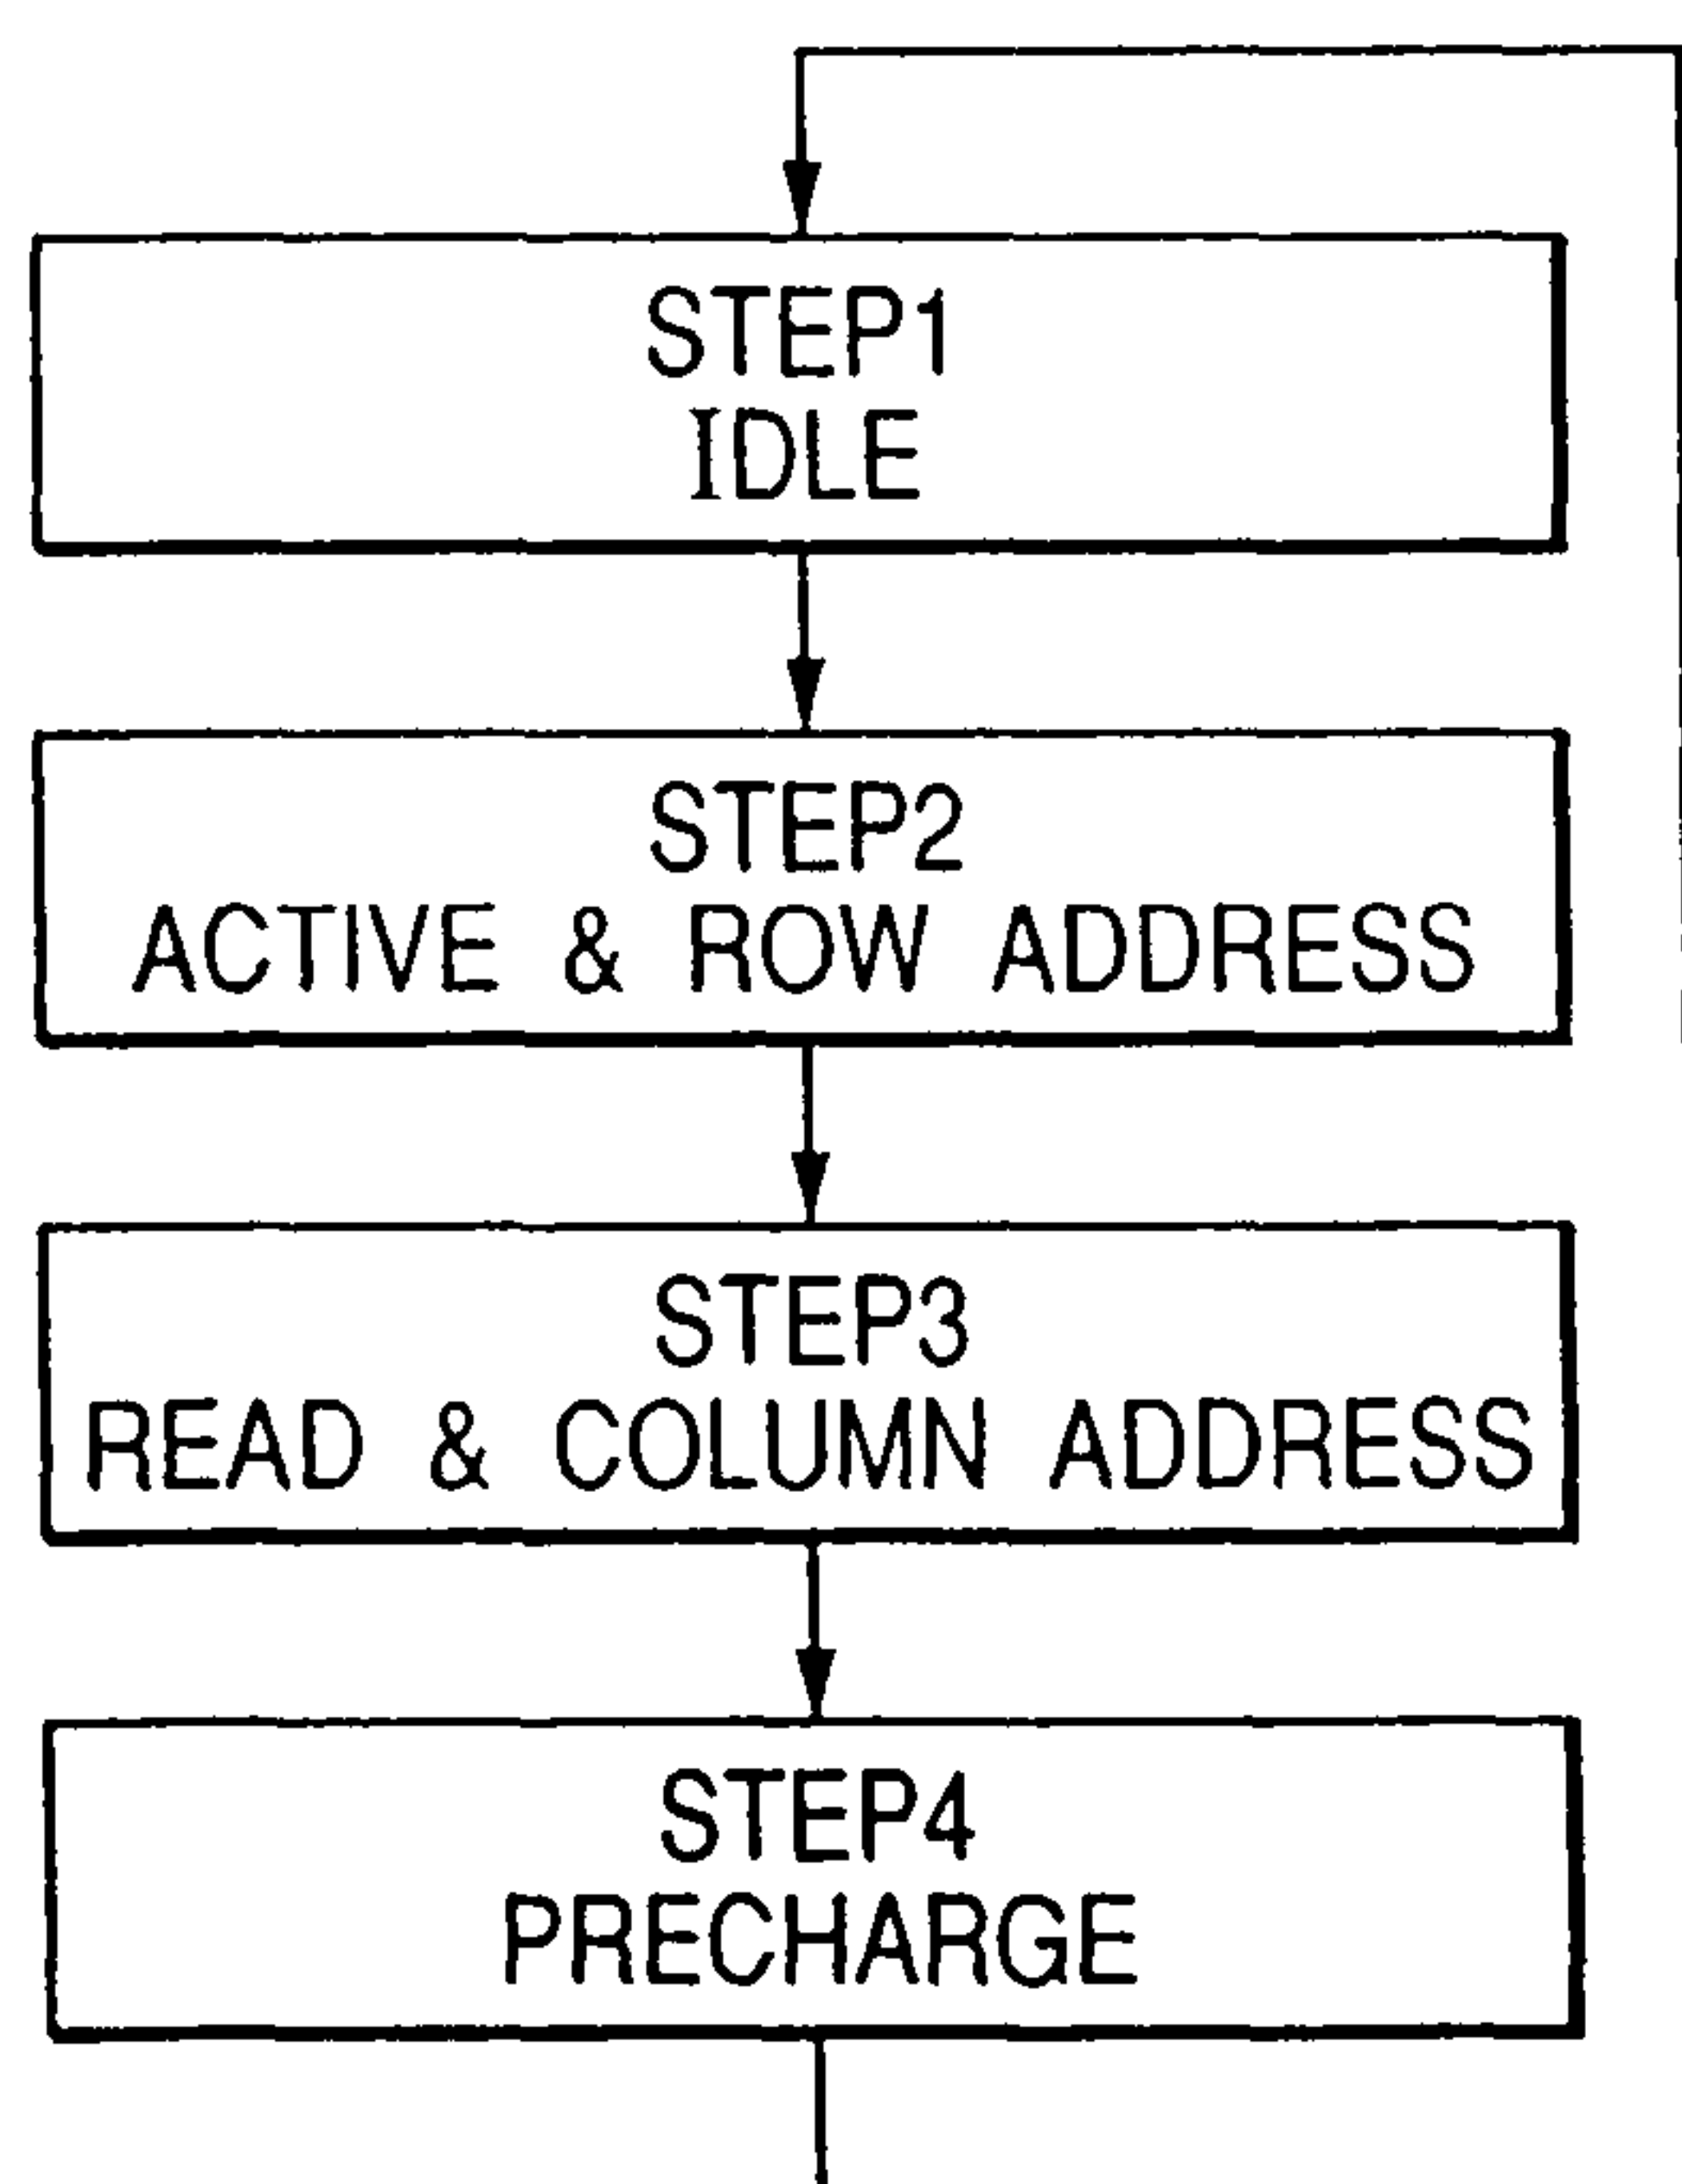 STEP1
IDLE
STEP2
ACTIVE & ROW ADDRESS
STEP3
READ & COLUMN ADDRESS
STEP4
PRECHARGE